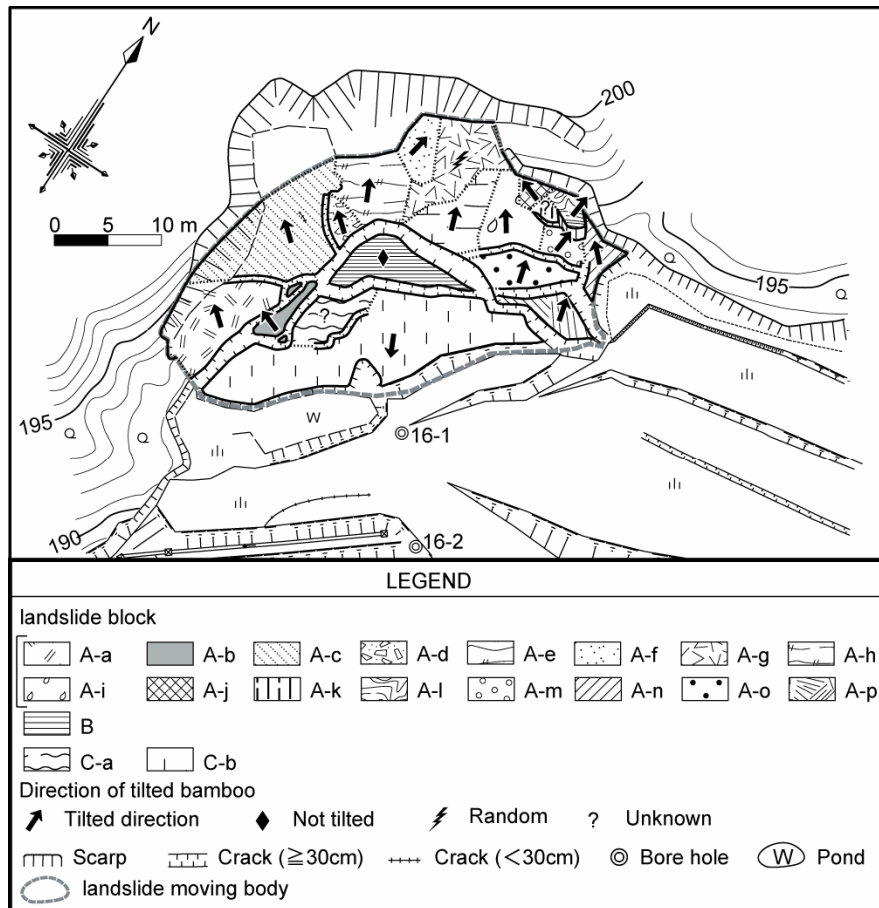 N
200
0 5 10 m
?
195
?
W
16-1
195
190
16-2
LEGEND
landslide block
A-a A-b A-c A-d A-e A-f A-g A-h
A-i A-j A-k A-l A-m A-n A-o A-p
B
C-a C-b
Direction of tilted bamboo
Tilted direction Not tilted Random ? Unknown
Scarp Crack (≧30cm) Crack (<30cm) Bore hole W Pond
landslide moving body